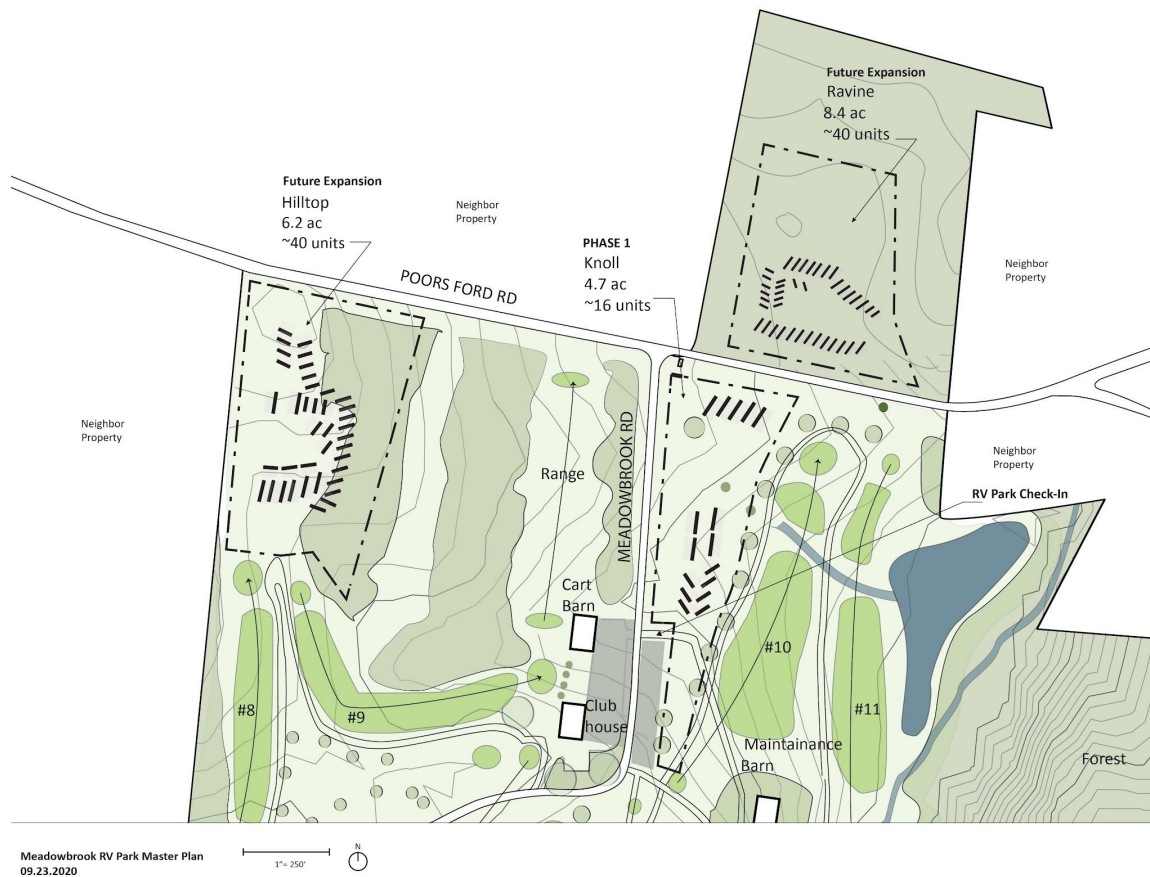 Future Expansion
Ravine
8.4 ac
~40 units
Future Expansion
Hilltop
6.2 ac
~40 units
Neighbor
Property
PHASE 1
Knoll
4.7 ac
~16 units
Neighbor
Property
POORS FORD RD
Neighbor
Property
Range
MEADOWBROOK RD
Neighbor
Property
RV Park Check-In
Cart
Barn
#10
#8
#9
Club
house
#11
Maintainance
Barn
Forest
Meadowbrook RV Park Master Plan
09.23.2020
1"= 250'
N